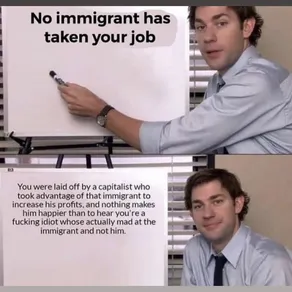 No immigrant has
taken your job
You were laid off by a capitalist who
took advantage of that immigrant to
increase his profits, and nothing makes
him happier than to hear you're a
fucking idiot whose actually mad at the
immigrant and not him.